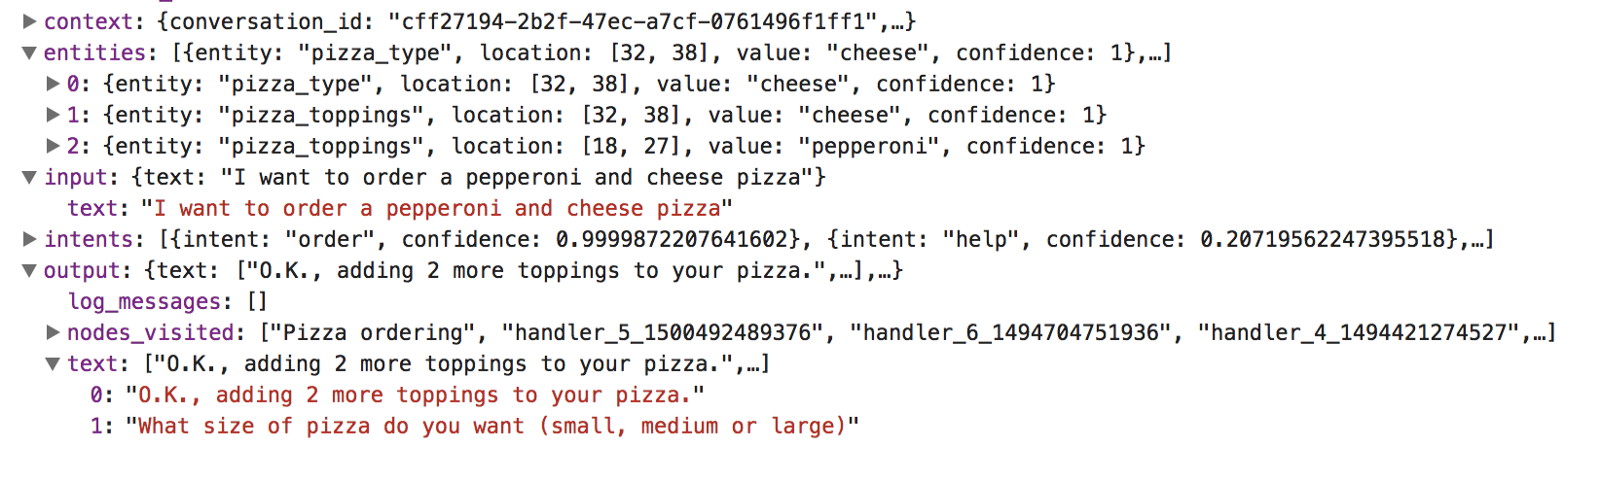 context: {conversation_id: "cff27194-2b2f-47ec-a7cf-0761496f1ff1",…}
entities: [{entity: "pizza_type", location: [32, 38], value: "cheese", confidence: 1},…]
0: {entity: "pizza_type", location: [32, 38], value: "cheese", confidence: 1}
1: {entity: "pizza_toppings", location: [32, 38], value: "cheese", confidence: 1}
2: {entity: "pizza_toppings", location: [18, 27], value: "pepperoni", confidence: 1}
input: {text: "I want to order a pepperoni and cheese pizza"}
text: "I want to order a pepperoni and cheese pizza"
intents: [{intent: "order", confidence: 0.9999872207641602}, {intent: "help", confidence: 0.20719562247395518},…]
output: {text: ["O.K., adding 2 more toppings to your pizza.",…],…}
log_messages: []
nodes_visited: ["Pizza ordering", "handler_5_1500492489376", "handler_6_1494704751936", "handler_4_1494421274527",…]
text: ["O.K., adding 2 more toppings to your pizza.",…]
0: "O.K., adding 2 more toppings to your pizza."
1: "What size of pizza do you want (small, medium or large)"